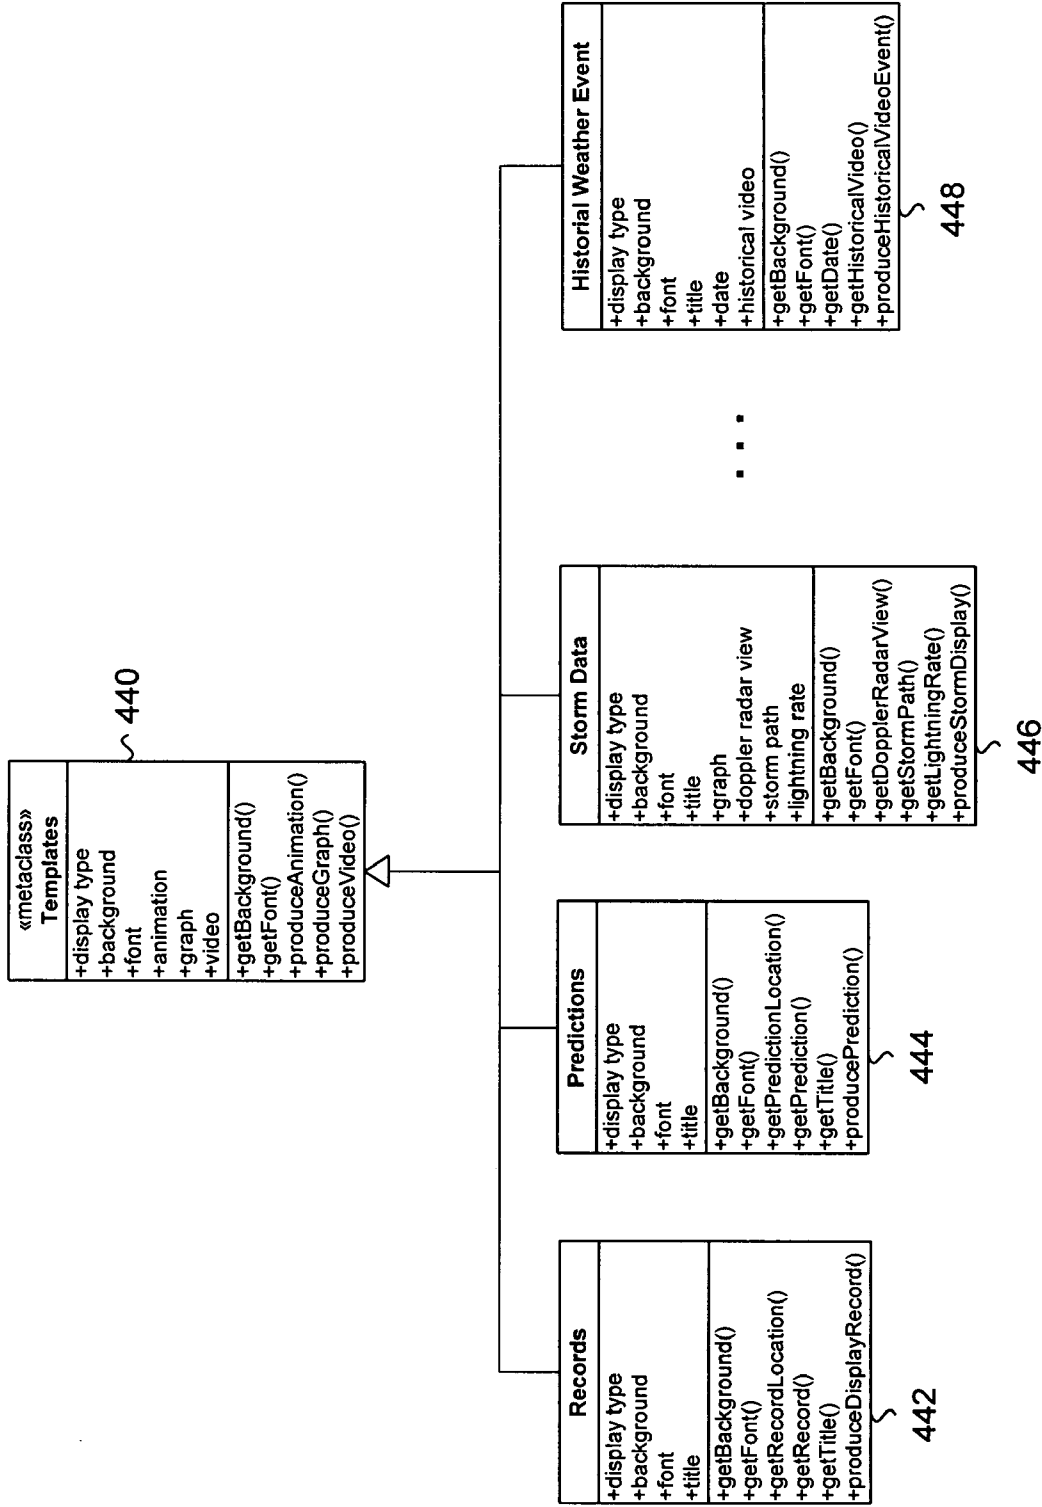 «metaclass»
Templates
+display type
+background
+font
+animation
+graph
+video
+getBackground()
+getFont()
+produceAnimation()
+produceGraph()
+produceVideo()
440
Records
+display type
+background
+font
+title
+getBackground()
+getFont()
+getRecordLocation()
+getRecord()
+getTitle()
+produceDisplayRecord()
442
Predictions
+display type
+background
+font
+title
+getBackground()
+getFont()
+getPredictionLocation()
+getPrediction()
+getTitle()
+producePrediction()
444
Storm Data
+display type
+background
+font
+title
+graph
+doppler radar view
+storm path
+lightning rate
+getBackground()
+getFont()
+getDopplerRadarView()
+getStormPath()
+getLightningRate()
+produceStormDisplay()
446
. . .
Historial Weather Event
+display type
+background
+font
+title
+date
+historical video
+getBackground()
+getFont()
+getDate()
+getHistoricalVideo()
+produceHistoricalVideoEvent()
448